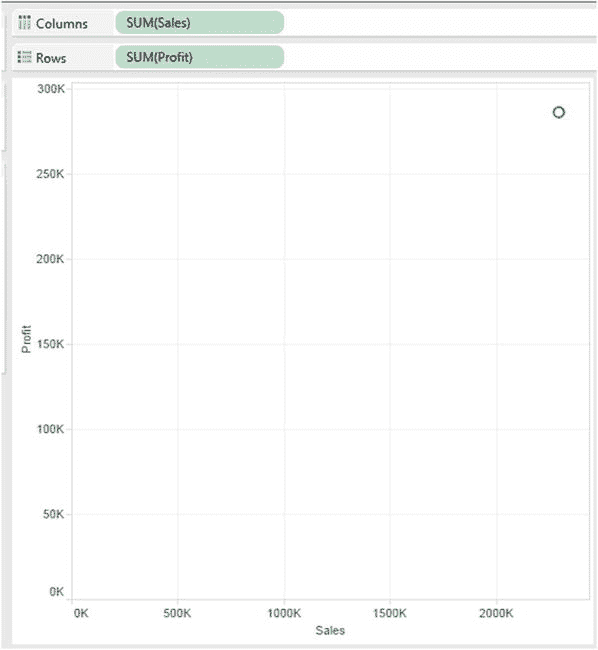 Columns SUM(Sales)
Rows SUM(Profit)
300K
250K
200K
150K
100K
50K
0K
Profit
0K 500K 1000K 1500K 2000K
Sales